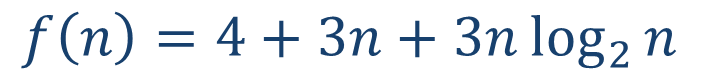 f(n) = 4 + 3n + 3n log₂ n